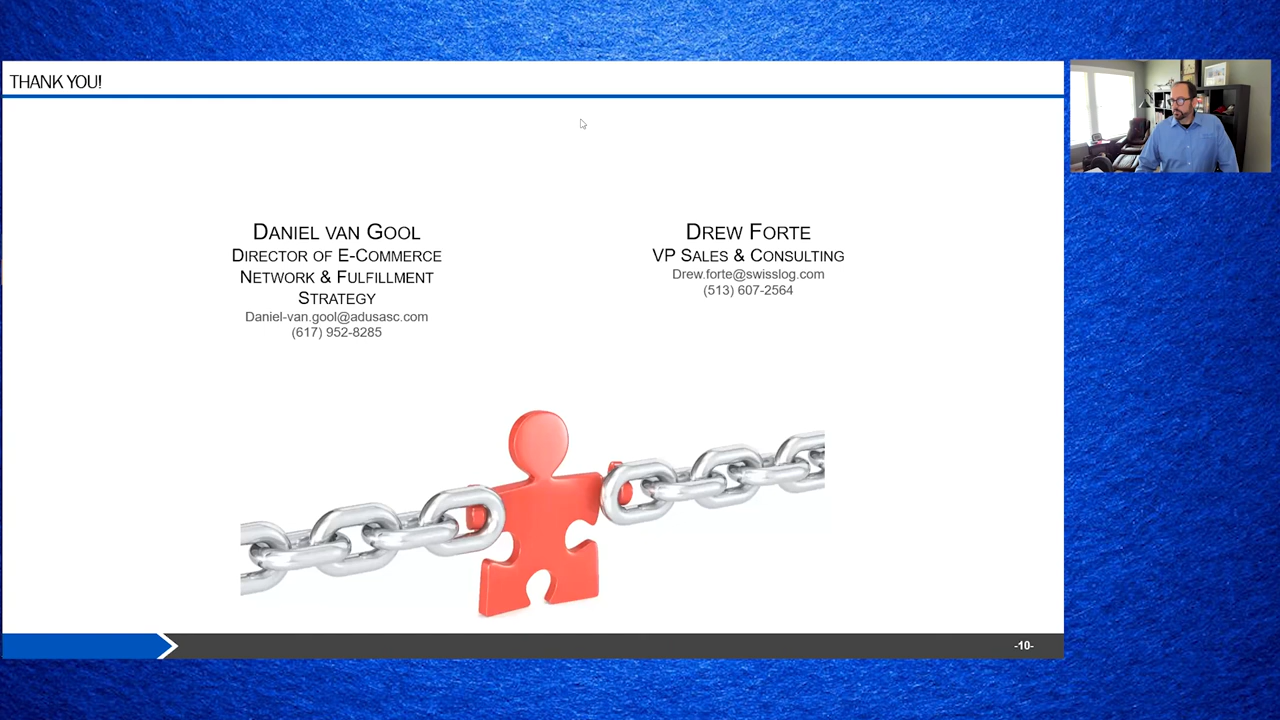 THANK YOU!
DANIEL VAN GOOL
DIRECTOR OF E-COMMERCE
NETWORK & FULFILLMENT
STRATEGY
Daniel-van.gool@adusasc.com
(617) 952-8285
DREW FORTE
VP SALES & CONSULTING
Drew.forte@swisslog.com
(513) 607-2564
-10-